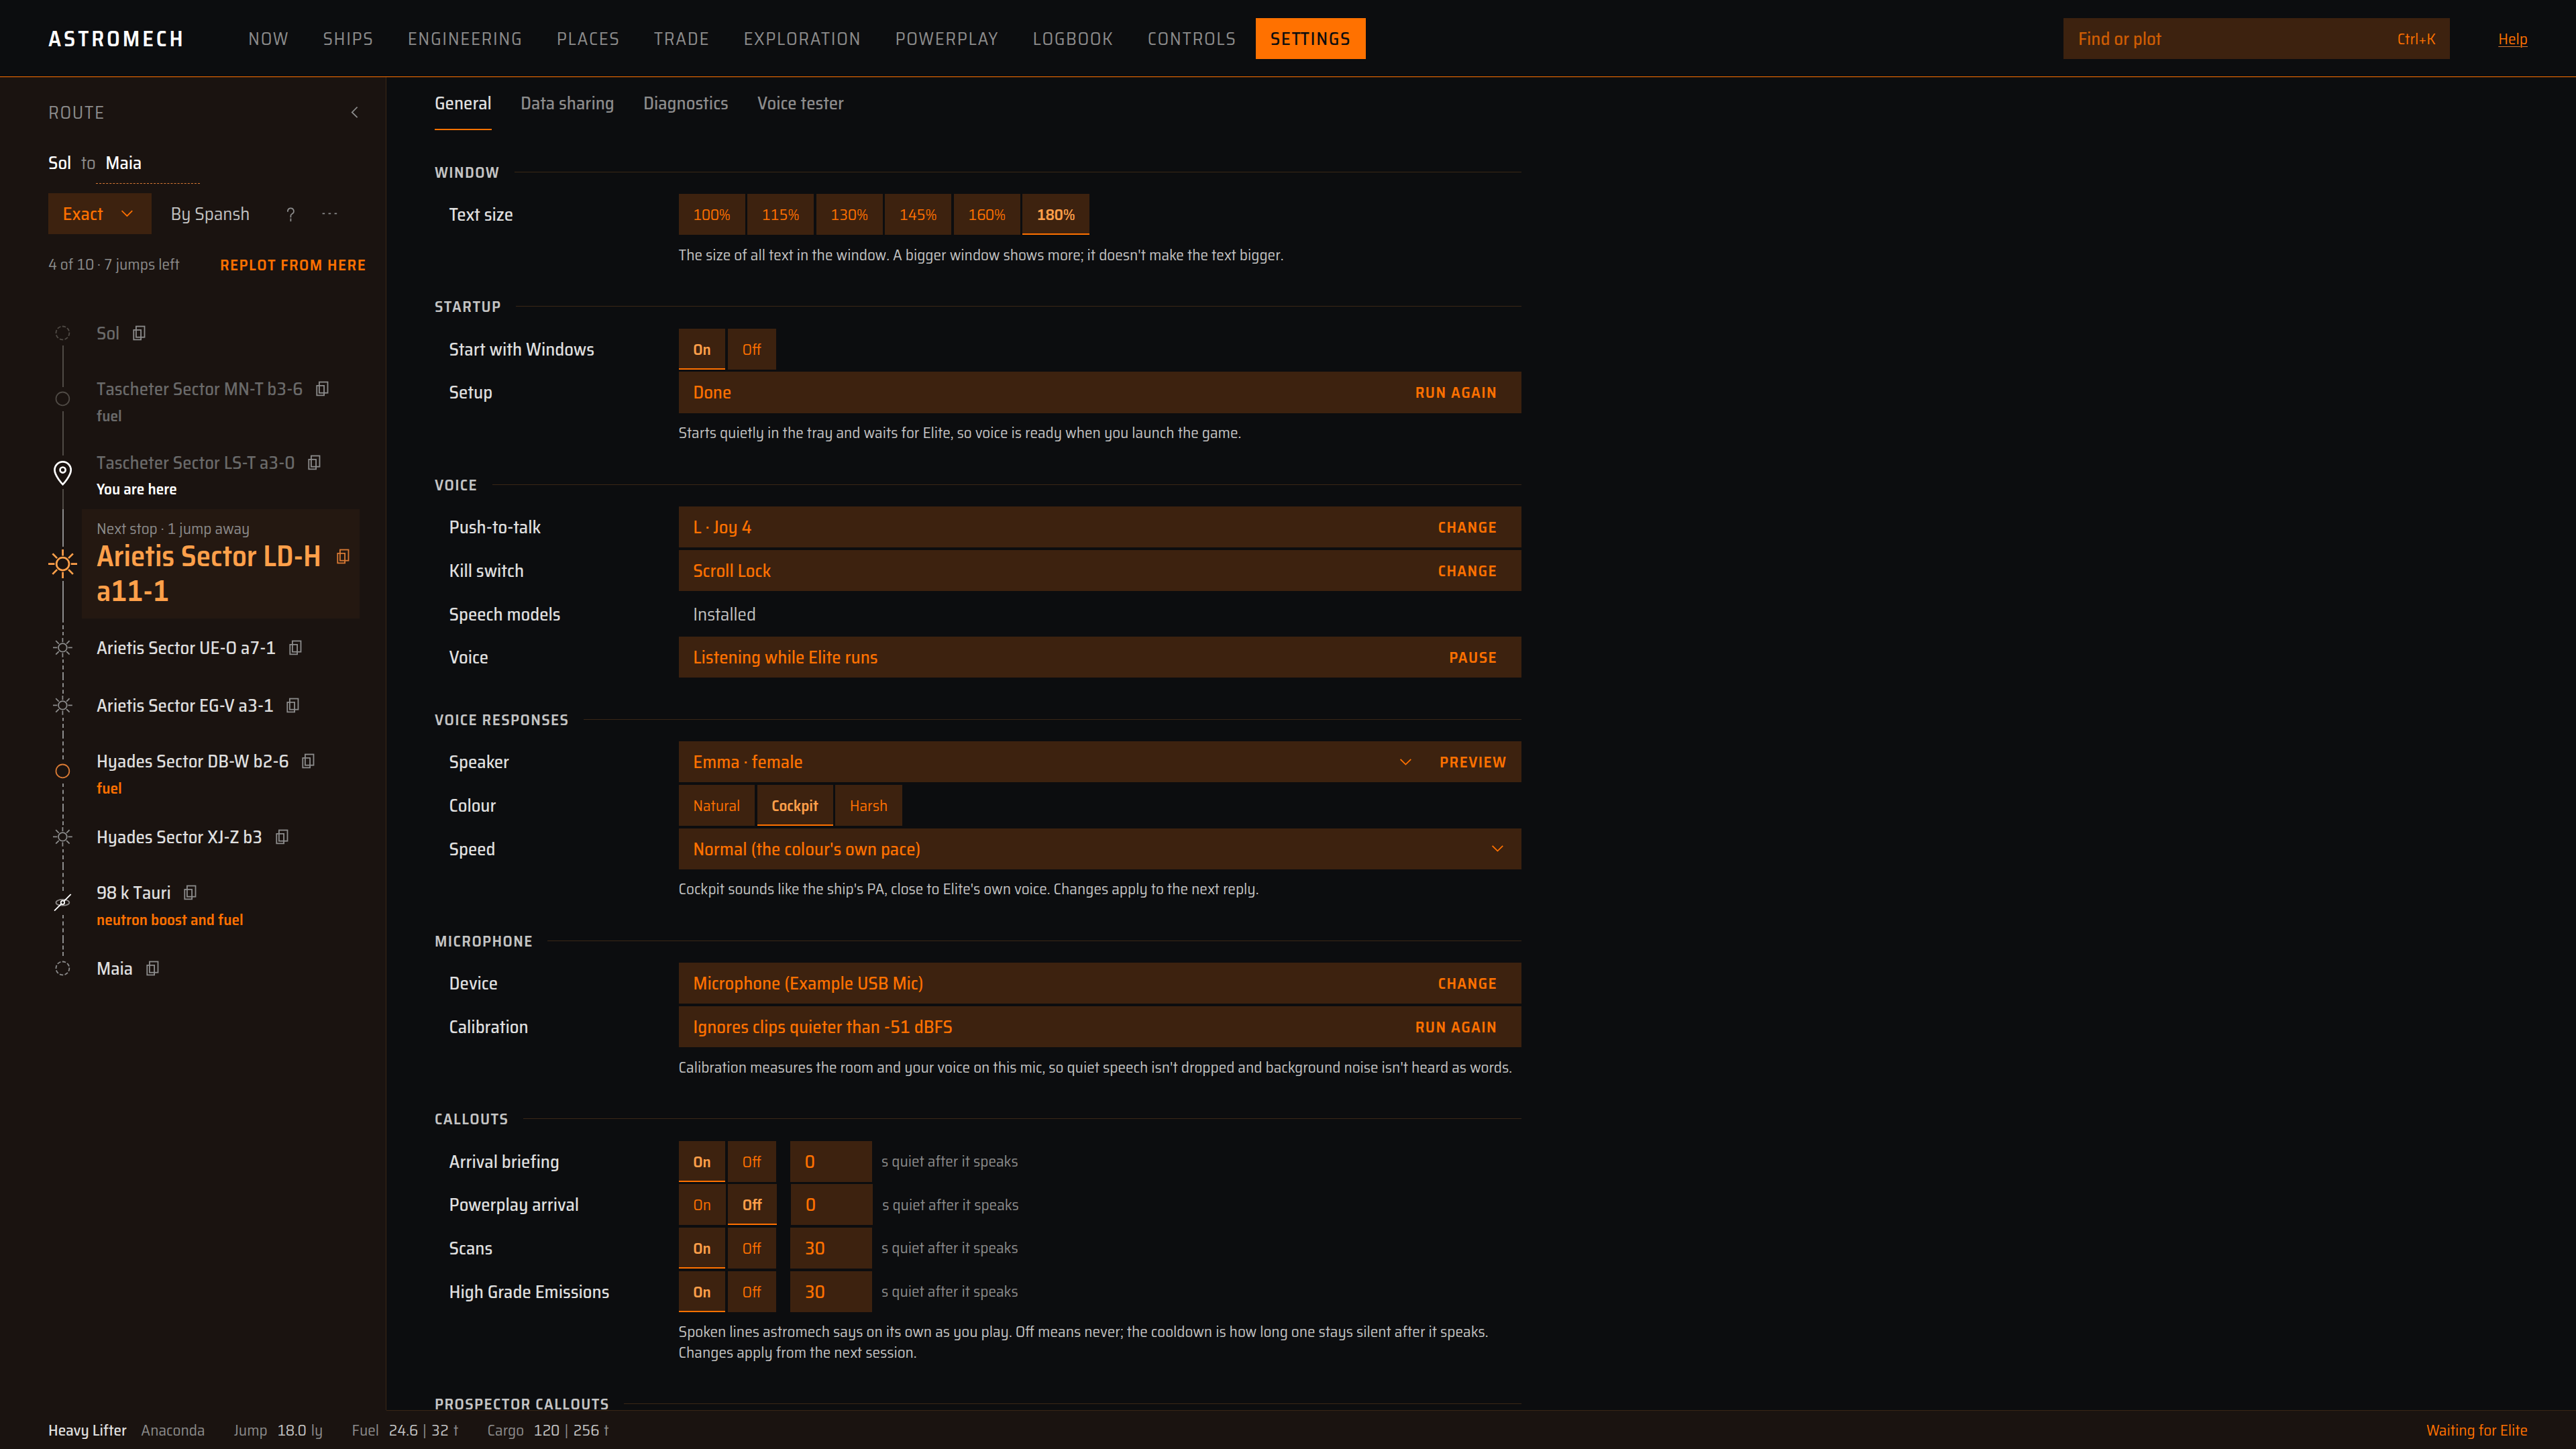 ASTROMECH NOW SHIPS ENGINEERING PLACES TRADE EXPLORATION POWERPLAY LOGBOOK CONTROLS SETTINGS Find or plot Ctrl+K Help
ROUTE
Sol to Maia
Exact By Spansh ? ---
4 of 10 · 7 jumps left REPLOT FROM HERE
Sol
Tascheter Sector MN-T b3-6
fuel
Tascheter Sector LS-T a3-0
You are here
Next stop · 1 jump away
Arietis Sector LD-H
a11-1
Arietis Sector UE-O a7-1
Arietis Sector EG-V a3-1
Hyades Sector DB-W b2-6
fuel
Hyades Sector XJ-Z b3
98 k Tauri
neutron boost and fuel
Maia
General Data sharing Diagnostics Voice tester
WINDOW
Text size 100% 115% 130% 145% 160% 180%
The size of all text in the window. A bigger window shows more; it doesn't make the text bigger.
STARTUP
Start with Windows On Off
Setup Done RUN AGAIN
Starts quietly in the tray and waits for Elite, so voice is ready when you launch the game.
VOICE
Push-to-talk L · Joy 4 CHANGE
Kill switch Scroll Lock CHANGE
Speech models Installed
Voice Listening while Elite runs PAUSE
VOICE RESPONSES
Speaker Emma · female PREVIEW
Colour Natural Cockpit Harsh
Speed Normal (the colour's own pace)
Cockpit sounds like the ship's PA, close to Elite's own voice. Changes apply to the next reply.
MICROPHONE
Device Microphone (Example USB Mic) CHANGE
Calibration Ignores clips quieter than -51 dBFS RUN AGAIN
Calibration measures the room and your voice on this mic, so quiet speech isn't dropped and background noise isn't heard as words.
CALLOUTS
Arrival briefing On Off 0 s quiet after it speaks
Powerplay arrival On Off 0 s quiet after it speaks
Scans On Off 30 s quiet after it speaks
High Grade Emissions On Off 30 s quiet after it speaks
Spoken lines astromech says on its own as you play. Off means never; the cooldown is how long one stays silent after it speaks.
Changes apply from the next session.
PROSPECTOR CALLOUTS
Heavy Lifter Anaconda Jump 18.0 ly Fuel 24.6 | 32 t Cargo 120 | 256 t Waiting for Elite